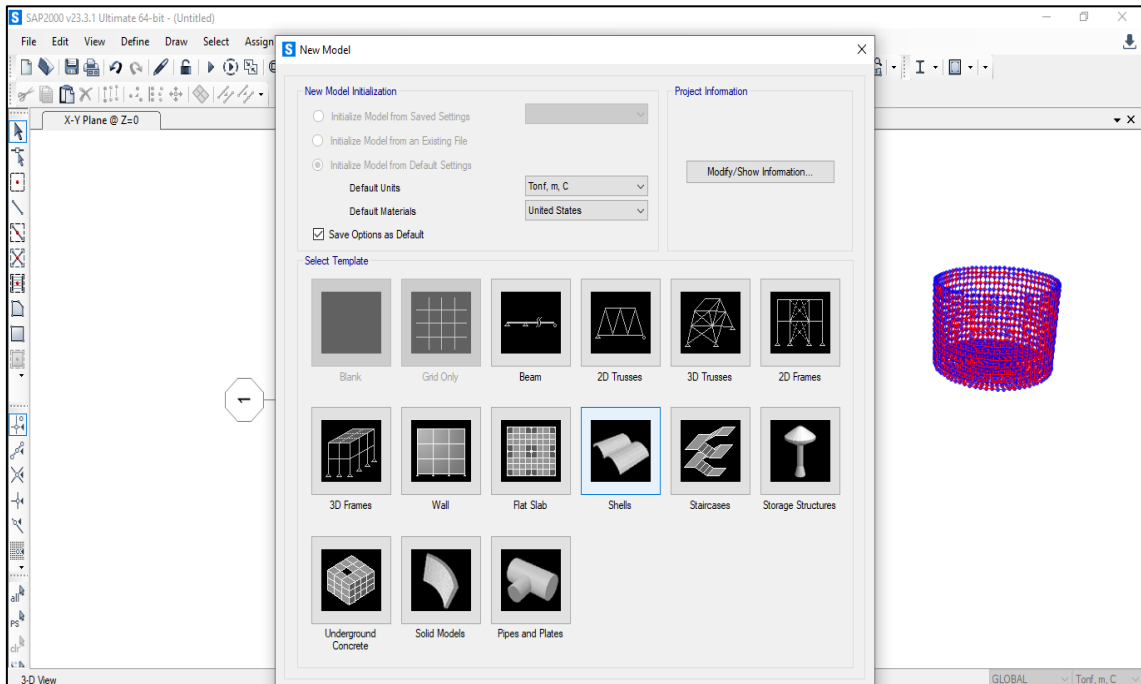 SAP2000 v23.3.1 Ultimate 64-bit - (Untitled)
File Edit View Define Draw Select Assign
New Model
X-Y Plane @ Z=0
New Model Initialization
Project Information
Initialize Model from Saved Settings
Initialize Model from an Existing File
Initialize Model from Default Settings
Modify/Show Information...
Default Units
Tonf, m, C
Default Materials
United States
Save Options as Default
Select Template
Blank
Grid Only
Beam
2D Trusses
3D Trusses
2D Frames
1
3D Frames
Wall
Flat Slab
Shells
Staircases
Storage Structures
Underground
Concrete
Solid Models
Pipes and Plates
all
PS
dr
3-D View
GLOBAL
Tonf, m, C